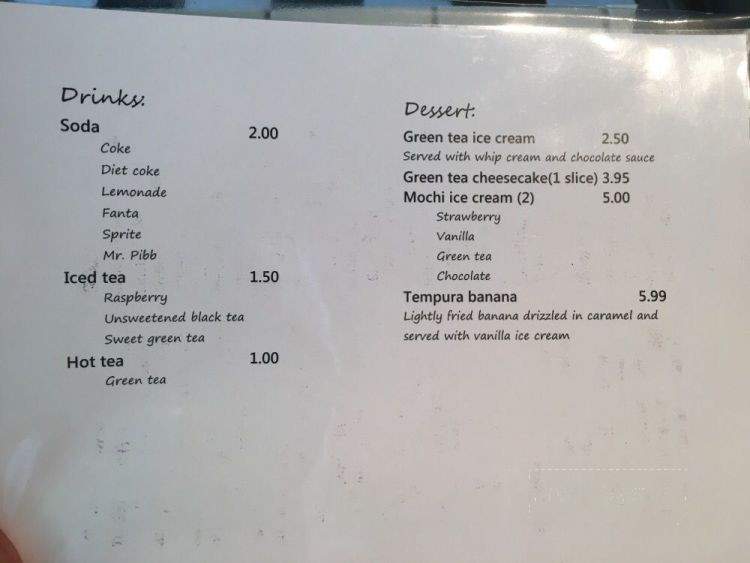 Drinks:
Soda 2.00
Coke
Diet coke
Lemonade
Fanta
Sprite
Mr. Pibb
Iced tea 1.50
Raspberry
Unsweetened black tea
Sweet green tea
Hot tea 1.00
Green tea
Dessert:
Green tea ice cream 2.50
Served with whip cream and chocolate sauce
Green tea cheesecake(1 slice) 3.95
Mochi ice cream (2) 5.00
Strawberry
Vanilla
Green tea
Chocolate
Tempura banana 5.99
Lightly fried banana drizzled in caramel and
served with vanilla ice cream